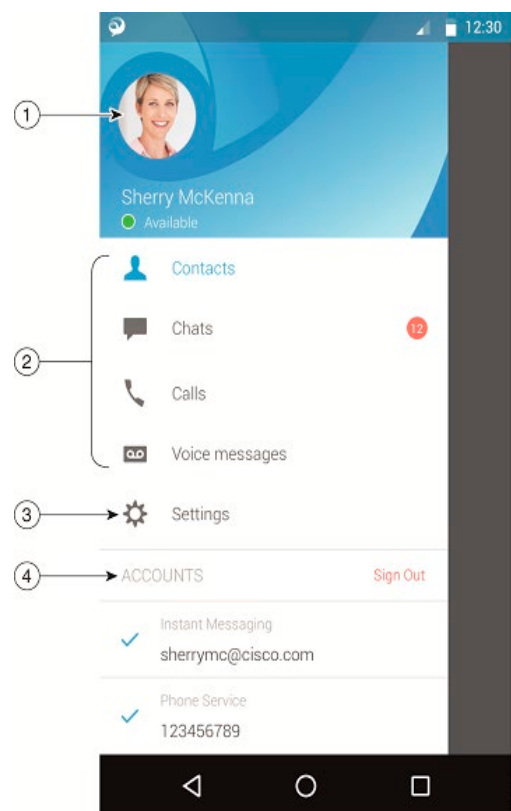 12:30
1
Sherry McKenna
Available
2
Contacts
Chats 12
Calls
Voice messages
3 Settings
4 ACCOUNTS Sign Out
Instant Messaging
sherrymc@cisco.com
Phone Service
123456789